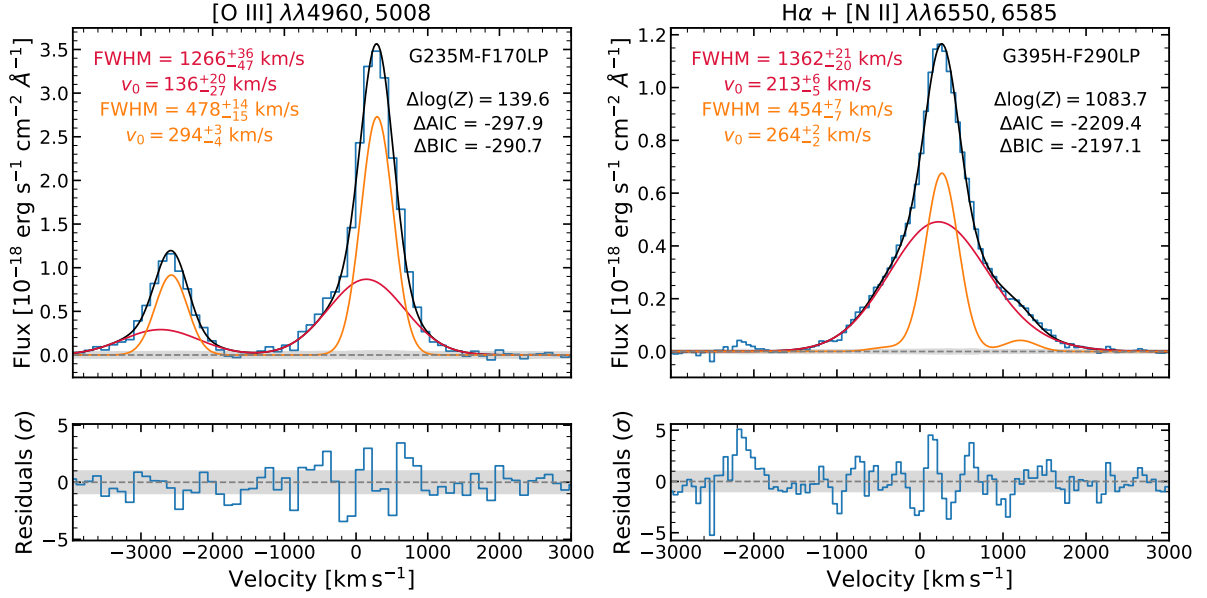 [O III] λλ4960, 5008
FWHM = 1266 +36 −47 km/s
v₀ = 136 +20 −27 km/s
FWHM = 478 +14 −15 km/s
v₀ = 294 +3 −4 km/s
G235M-F170LP
Δlog(Z) = 139.6
ΔAIC = -297.9
ΔBIC = -290.7
Flux [10⁻¹⁸ erg s⁻¹ cm⁻² Å⁻¹]
3.5
3.0
2.5
2.0
1.5
1.0
0.5
0.0
Residuals (σ)
5
0
−5
−3000 −2000 −1000 0 1000 2000 3000
Velocity [km s⁻¹]
Hα + [N II] λλ6550, 6585
FWHM = 1362 +21 −20 km/s
v₀ = 213 +6 −5 km/s
FWHM = 454 +7 −7 km/s
v₀ = 264 +2 −2 km/s
G395H-F290LP
Δlog(Z) = 1083.7
ΔAIC = -2209.4
ΔBIC = -2197.1
Flux [10⁻¹⁸ erg s⁻¹ cm⁻² Å⁻¹]
1.2
1.0
0.8
0.6
0.4
0.2
0.0
Residuals (σ)
5
0
−5
−3000 −2000 −1000 0 1000 2000 3000
Velocity [km s⁻¹]